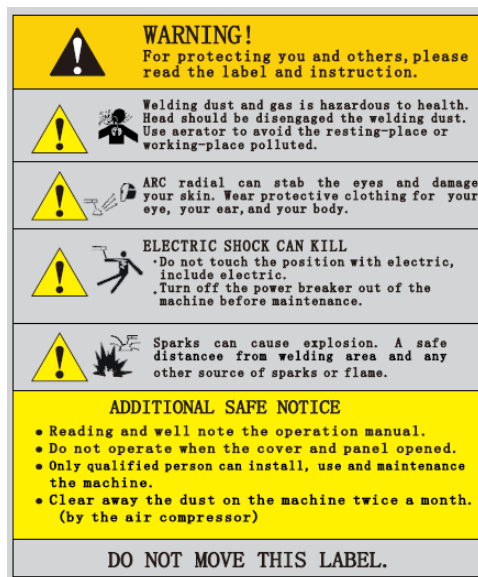 WARNING!
For protecting you and others, please
read the label and instruction.
Welding dust and gas is hazardous to health.
Head should be disengaged the welding dust.
Use aerator to avoid the resting-place or
working-place polluted.
ARC radial can stab the eyes and damage
your skin. Wear protective clothing for your
eye, your ear, and your body.
ELECTRIC SHOCK CAN KILL
·Do not touch the position with electric,
include electric.
.Turn off the power breaker out of the
machine before maintenance.
Sparks can cause explosion. A safe
distancee from welding area and any
other source of sparks or flame.
ADDITIONAL SAFE NOTICE
● Reading and well note the operation manual.
● Do not operate when the cover and panel opened.
● Only qualified person can install, use and maintenance
the machine.
● Clear away the dust on the machine twice a month.
(by the air compressor)
DO NOT MOVE THIS LABEL.